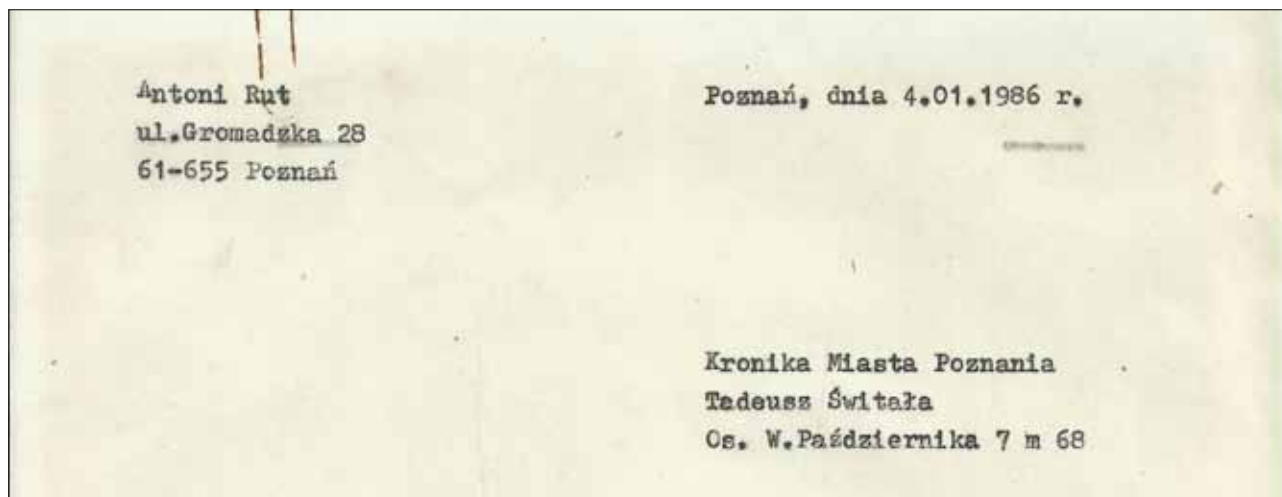 Antoni Rut
ul.Gromadzka 28
61-655 Poznań
Poznań, dnia 4.01.1986 r.
Kronika Miasta Poznania
Tadeusz Świtała
Os. W.Października 7 m 68